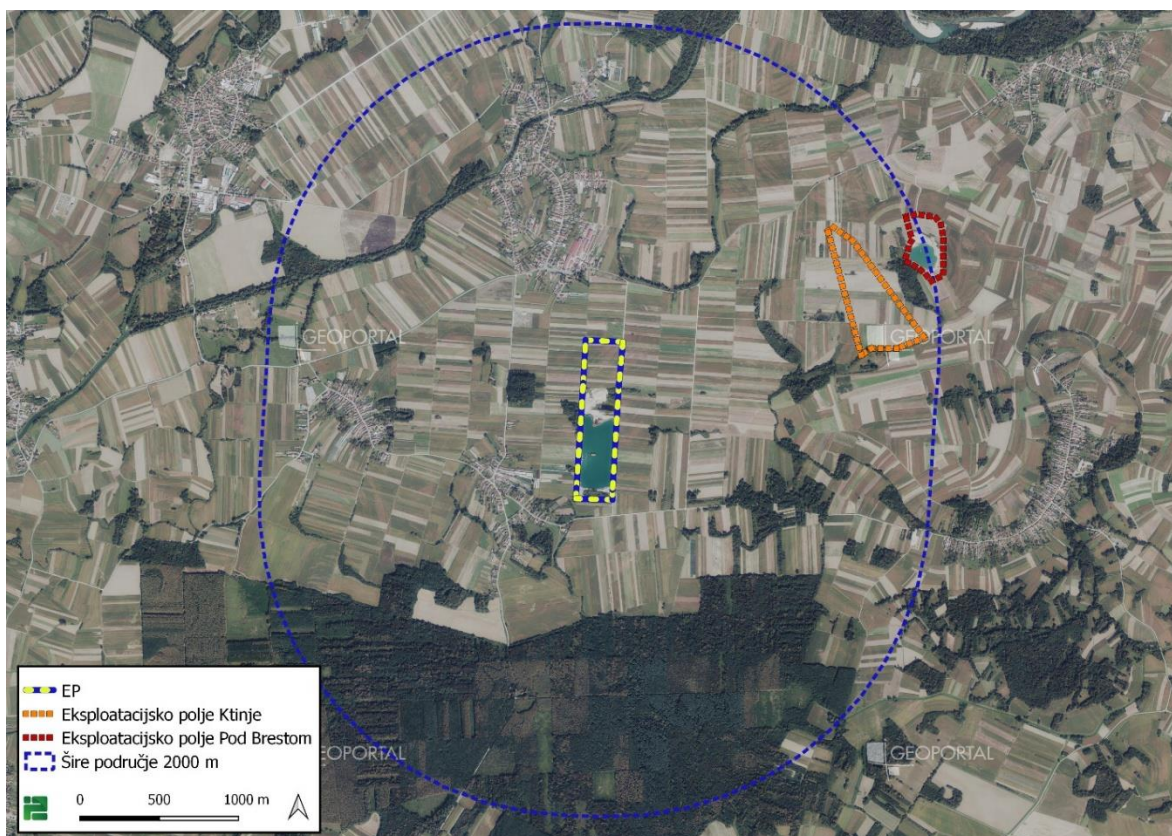 GEOPORTAL
GEOPORTAL
EP
Eksploatacijsko polje Ktinje
Eksploatacijsko polje Pod Brestom
Šire područje 2000 m
0 500 1000 m
GEOPORTAL
GEOPORTAL